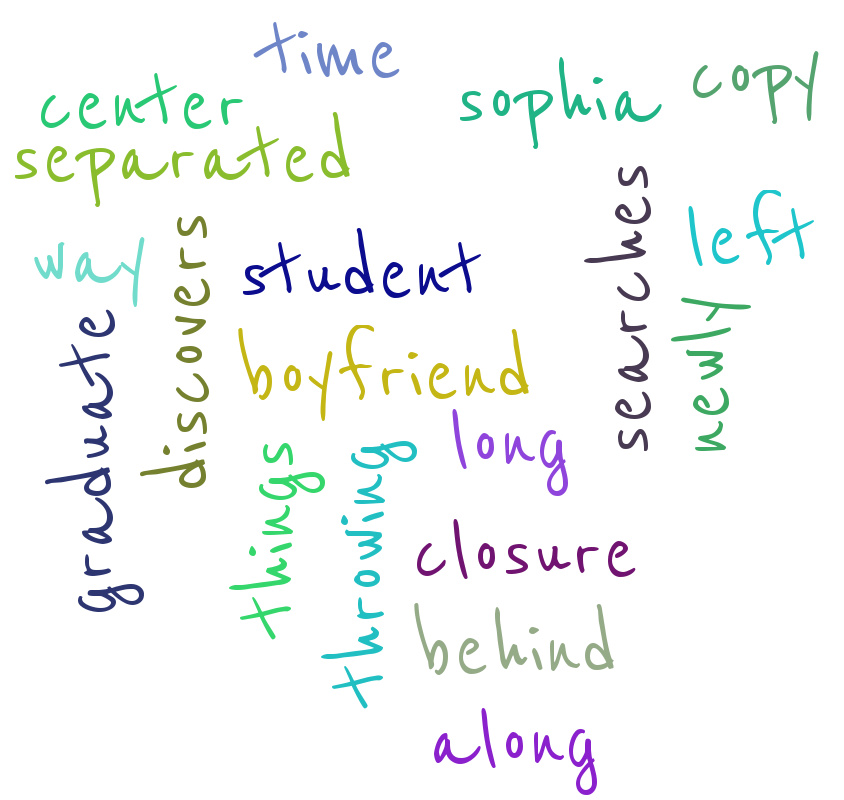 time
center
sophia
copy
separated
way
discovers
student
searches
left
graduate
boyfriend
newly
things
throwing
long
closure
behind
along